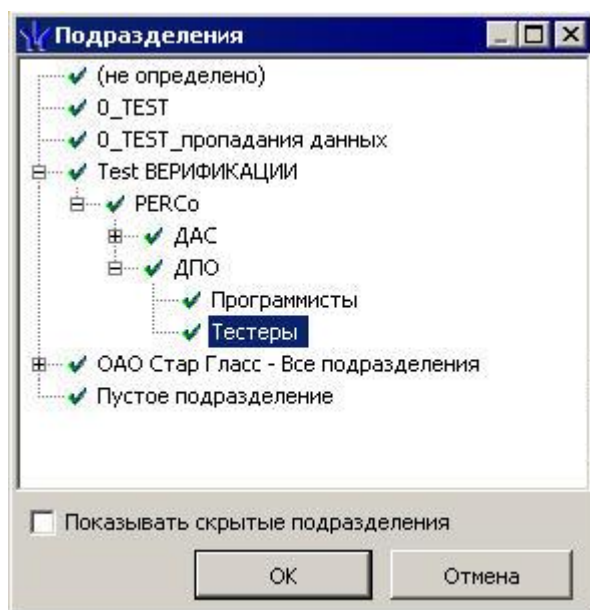 Подразделения
(не определено)
0_TEST
0_TEST_пропадания данных
Test ВЕРИФИКАЦИИ
PERCo
ДАС
ДПО
Программисты
Тестеры
ОАО Стар Гласс - Все подразделения
Пустое подразделение
Показывать скрытые подразделения
ОК
Отмена